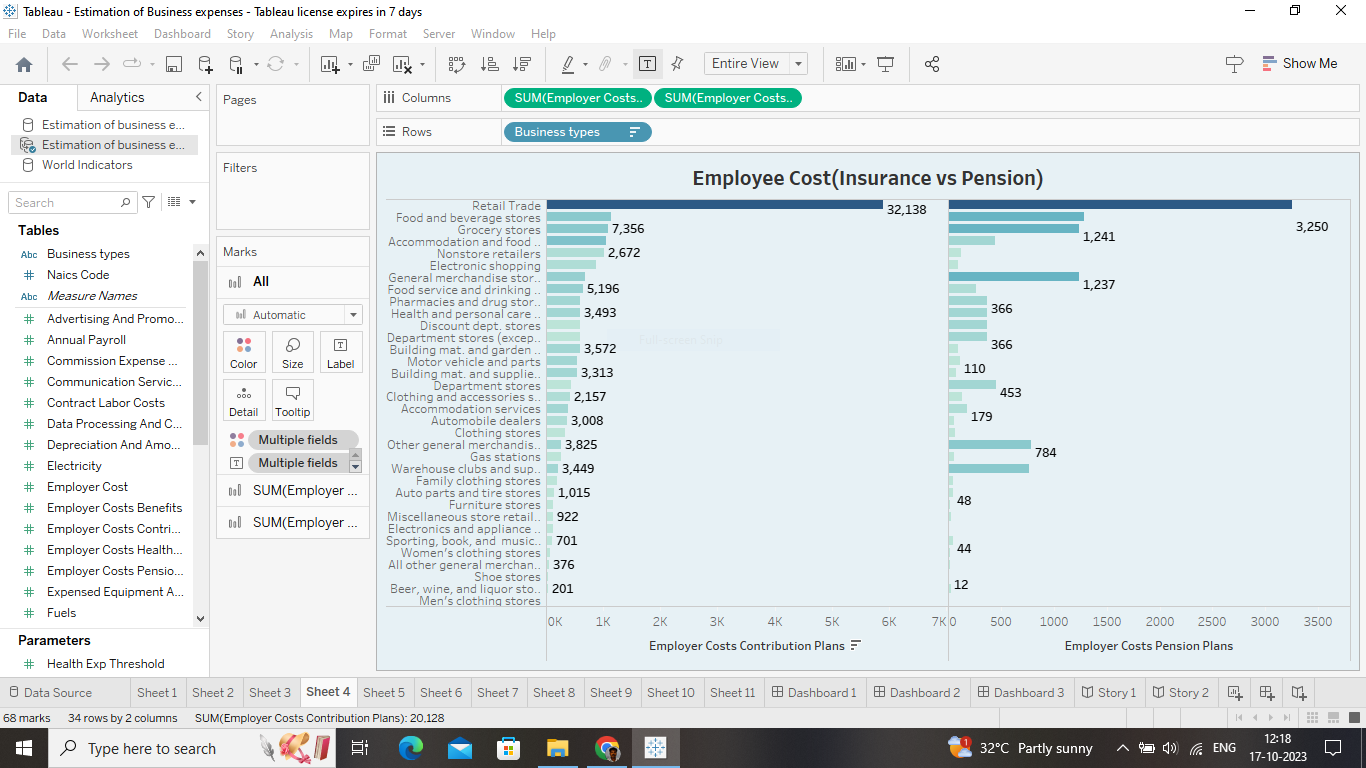 Tableau - Estimation of Business expenses - Tableau license expires in 7 days
File Data Worksheet Dashboard Story Analysis Map Format Server Window Help
Entire View
Show Me
Data Analytics
Estimation of business e...
Estimation of business e...
World Indicators
Search
Tables
Abc Business types
Naics Code
Abc Measure Names
Advertising And Promo...
Annual Payroll
Commission Expense ...
Communication Servic...
Contract Labor Costs
Data Processing And C...
Depreciation And Amo...
Electricity
Employer Cost
Employer Costs Benefits
Employer Costs Contri...
Employer Costs Health...
Employer Costs Pensio...
Expensed Equipment A...
Fuels
Parameters
Health Exp Threshold
Pages
Filters
Marks
All
Automatic
Color Size Label
Detail Tooltip
Multiple fields
Multiple fields
SUM(Employer ...
SUM(Employer ...
Columns SUM(Employer Costs.. SUM(Employer Costs..
Rows Business types
Employee Cost(Insurance vs Pension)
Retail Trade 32,138 3,250
Food and beverage stores
Grocery stores 7,356 1,241
Accommodation and food ..
Nonstore retailers 2,672
Electronic shopping
General merchandise stor.. 1,237
Food service and drinking .. 5,196
Pharmacies and drug stor.. 366
Health and personal care .. 3,493
Discount dept. stores
Department stores (excep.. 366
Building mat. and garden .. 3,572
Motor vehicle and parts 110
Building mat. and supplie.. 3,313
Department stores 453
Clothing and accessories s.. 2,157
Accommodation services 179
Automobile dealers 3,008
Clothing stores
Other general merchandis.. 3,825 784
Gas stations
Warehouse clubs and sup.. 3,449
Family clothing stores
Auto parts and tire stores 1,015 48
Furniture stores
Miscellaneous store retail.. 922
Electronics and appliance ..
Sporting, book, and music.. 701 44
Women's clothing stores
All other general merchan.. 376
Shoe stores
Beer, wine, and liquor sto.. 201 12
Men's clothing stores
0K 1K 2K 3K 4K 5K 6K 7K 0 500 1000 1500 2000 2500 3000 3500
Employer Costs Contribution Plans Employer Costs Pension Plans
Data Source Sheet 1 Sheet 2 Sheet 3 Sheet 4 Sheet 5 Sheet 6 Sheet 7 Sheet 8 Sheet 9 Sheet 10 Sheet 11 Dashboard 1 Dashboard 2 Dashboard 3 Story 1 Story 2
68 marks 34 rows by 2 columns SUM(Employer Costs Contribution Plans): 20,128
Type here to search
1 32°C Partly sunny ENG 12:18
17-10-2023